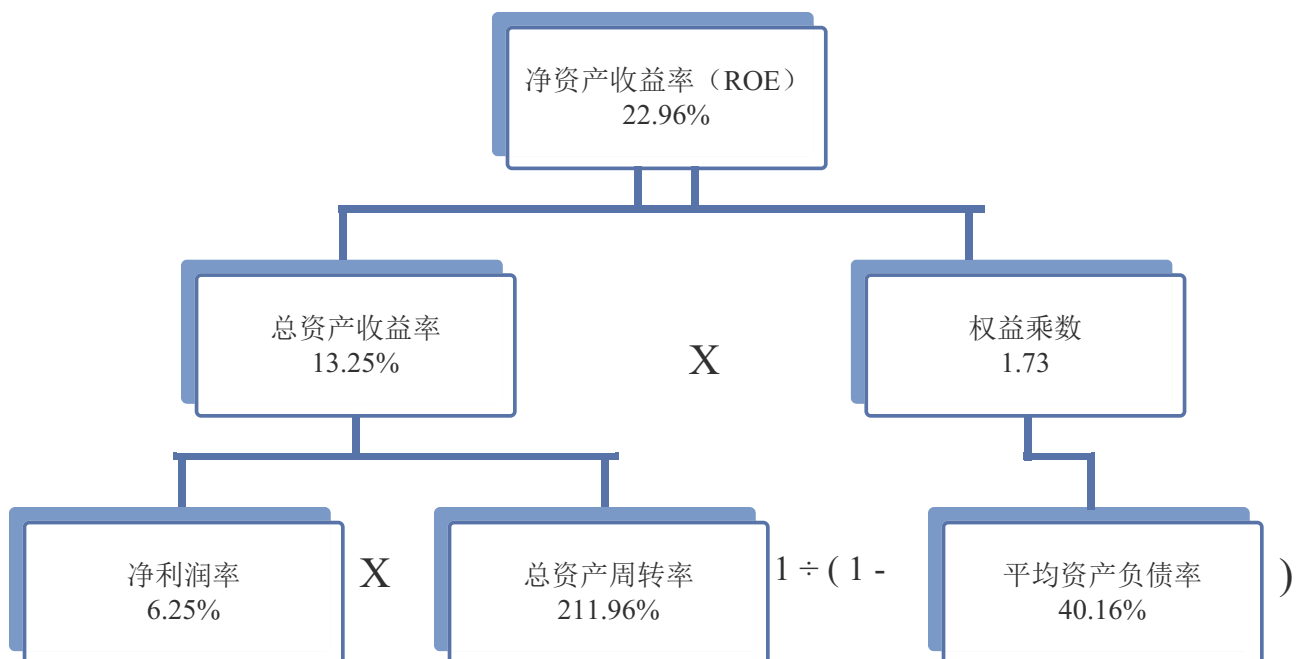 净资产收益率（ROE）
22.96%
总资产收益率
13.25%
X
权益乘数
1.73
净利润率
6.25%
X
总资产周转率
211.96%
1 ÷ ( 1 -
平均资产负债率
40.16%
)